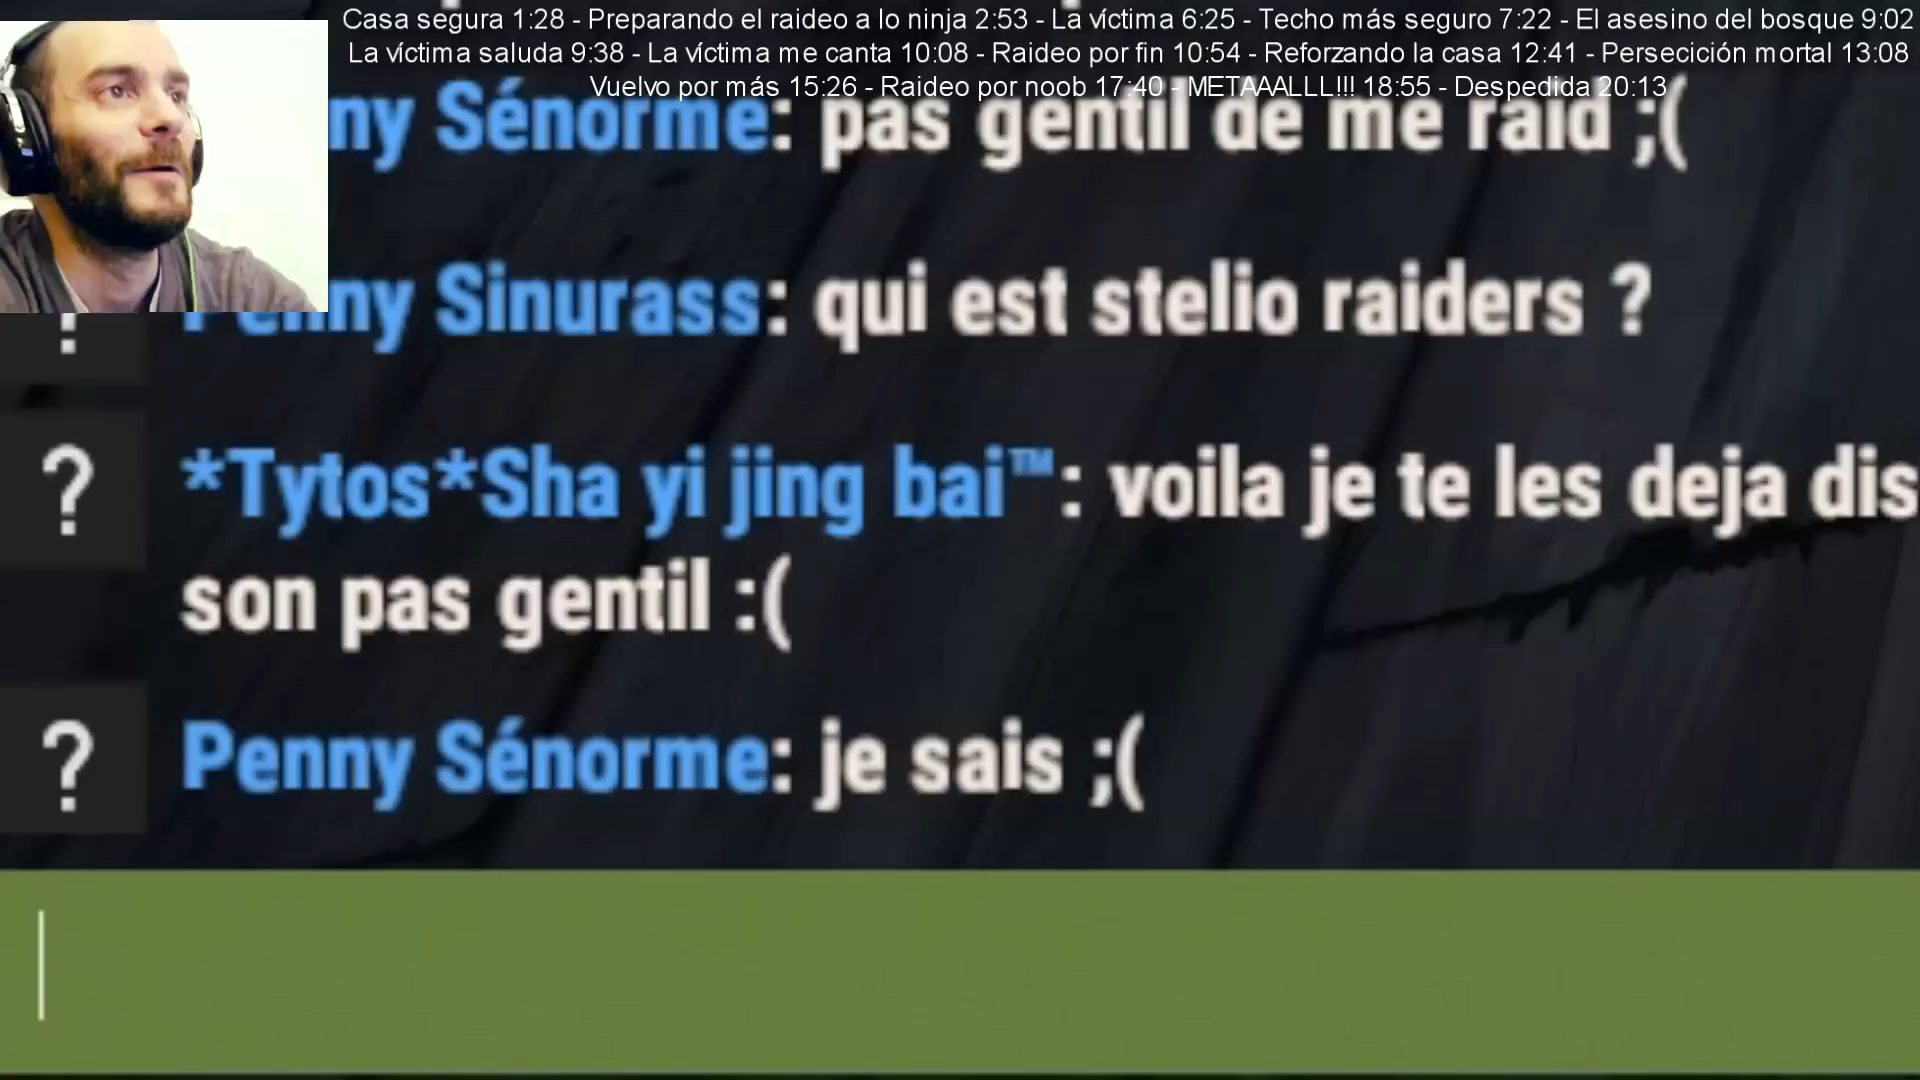 Casa segura 1:28 - Preparando el raideo a lo ninja 2:53 - La víctima 6:25 - Techo más seguro 7:22 - El asesino del bosque 9:02
La víctima saluda 9:38 - La víctima me canta 10:08 - Raideo por fin 10:54 - Reforzando la casa 12:41 - Persecición mortal 13:08
Vuelvo por más 15:26 - Raideo por noob 17:40 - METAAALLL!!! 18:55 - Despedida 20:13
ny Sénorme: pas gentil de me raid ;(
Penny Sinurass: qui est stelio raiders ?
? *Tytos*Sha yi jing bai™: voila je te les deja dis
son pas gentil :(
? Penny Sénorme: je sais ;(